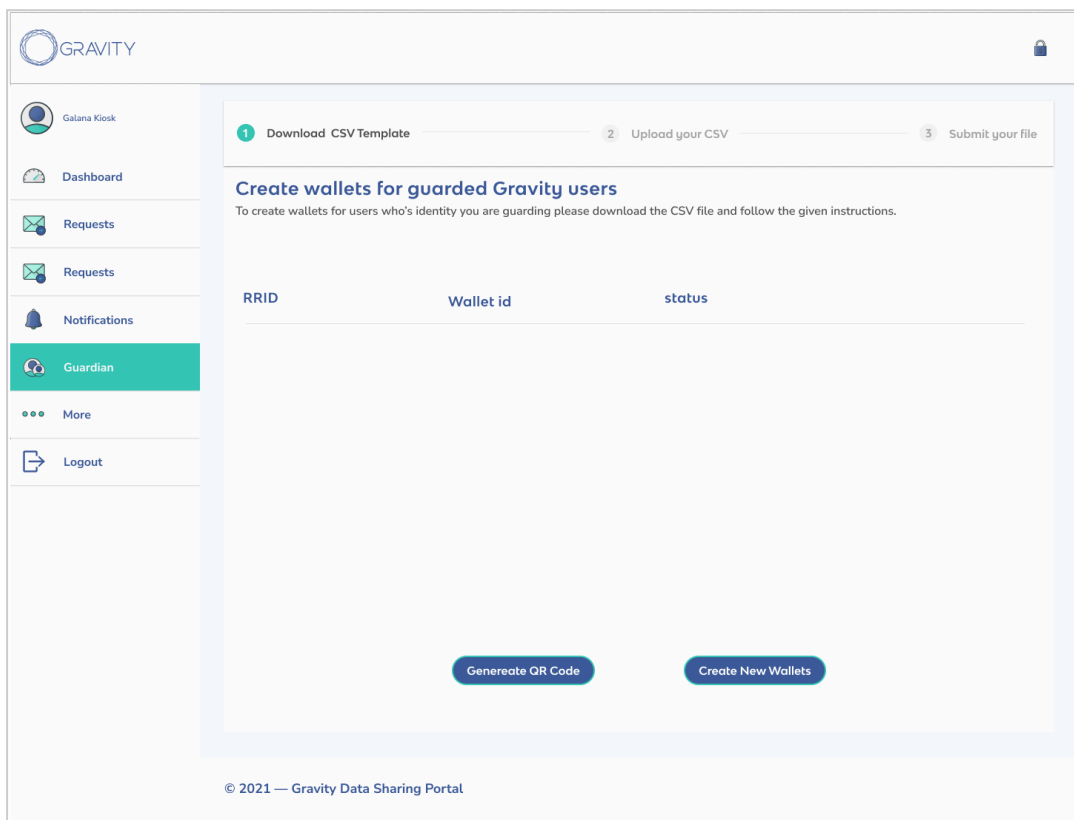 GRAVITY
Galana Kiosk
Dashboard
Requests
Requests
Notifications
Guardian
More
Logout
1 Download CSV Template
2 Upload your CSV
3 Submit your file
Create wallets for guarded Gravity users
To create wallets for users who's identity you are guarding please download the CSV file and follow the given instructions.
RRID Wallet id status
Genereate QR Code Create New Wallets
© 2021 — Gravity Data Sharing Portal